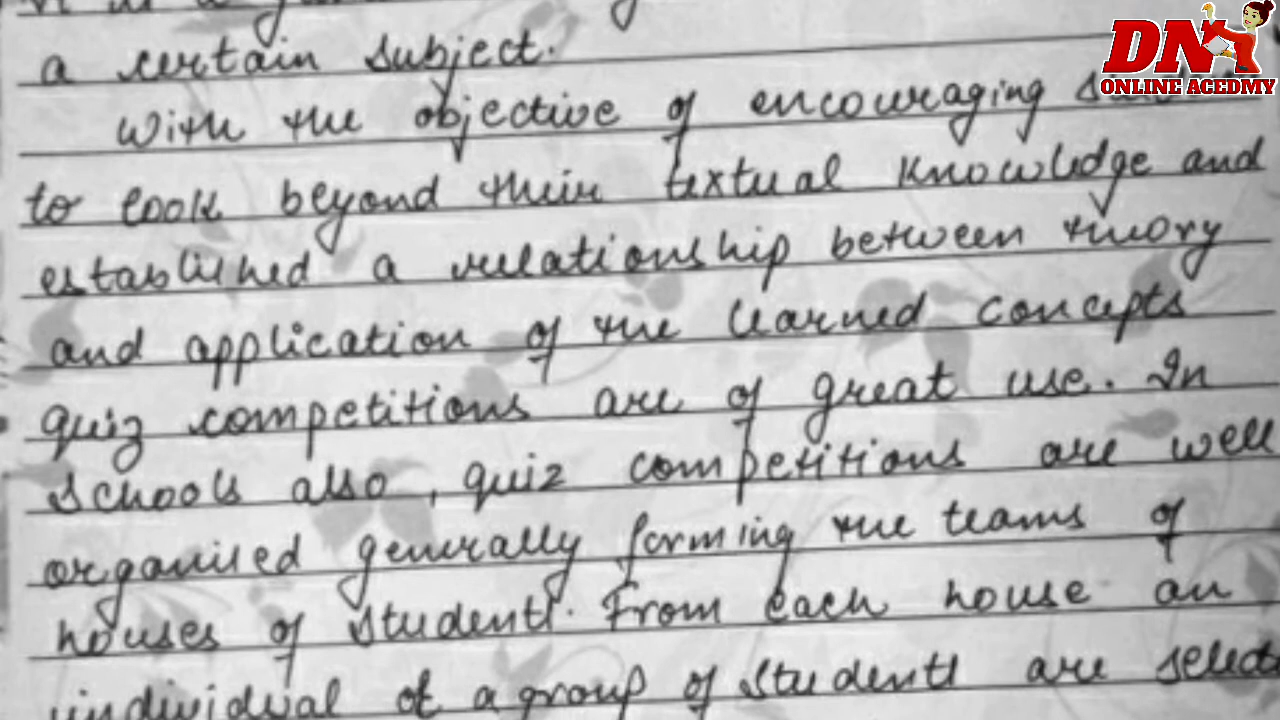 a certain subject.
With the objective of encouraging
to look beyond their textual knowledge and
established a relationship between theory
and application of the learned concepts
quiz competitions are of great use. In
Schools also, quiz competitions are well
organised generally forming the teams of
houses of students. From each house an
individual of a group of students are
DN
ONLINE ACEDMY